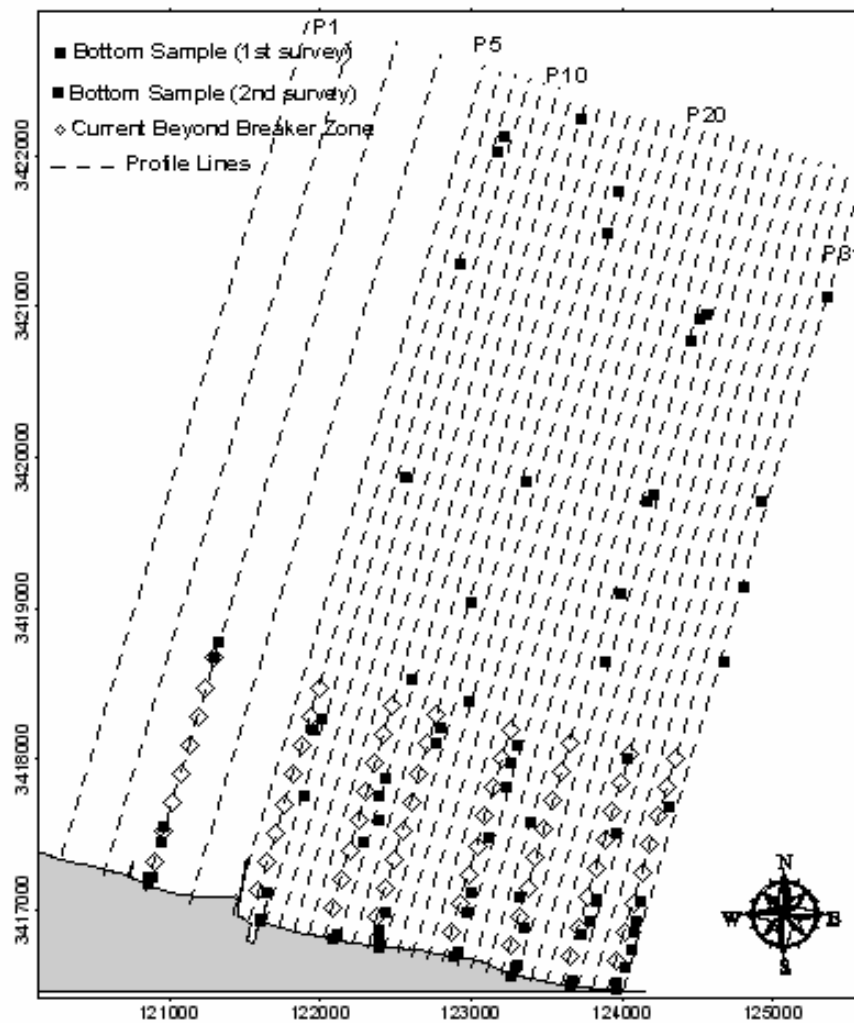 P1
P5
Bottom Sample (1st survey)
P10
Bottom Sample (2nd survey)
P20
Current Beyond Breaker Zone
Profile Lines
P31
3422000
3421000
3420000
3419000
3418000
3417000
N
W
E
S
121000
122000
123000
124000
125000